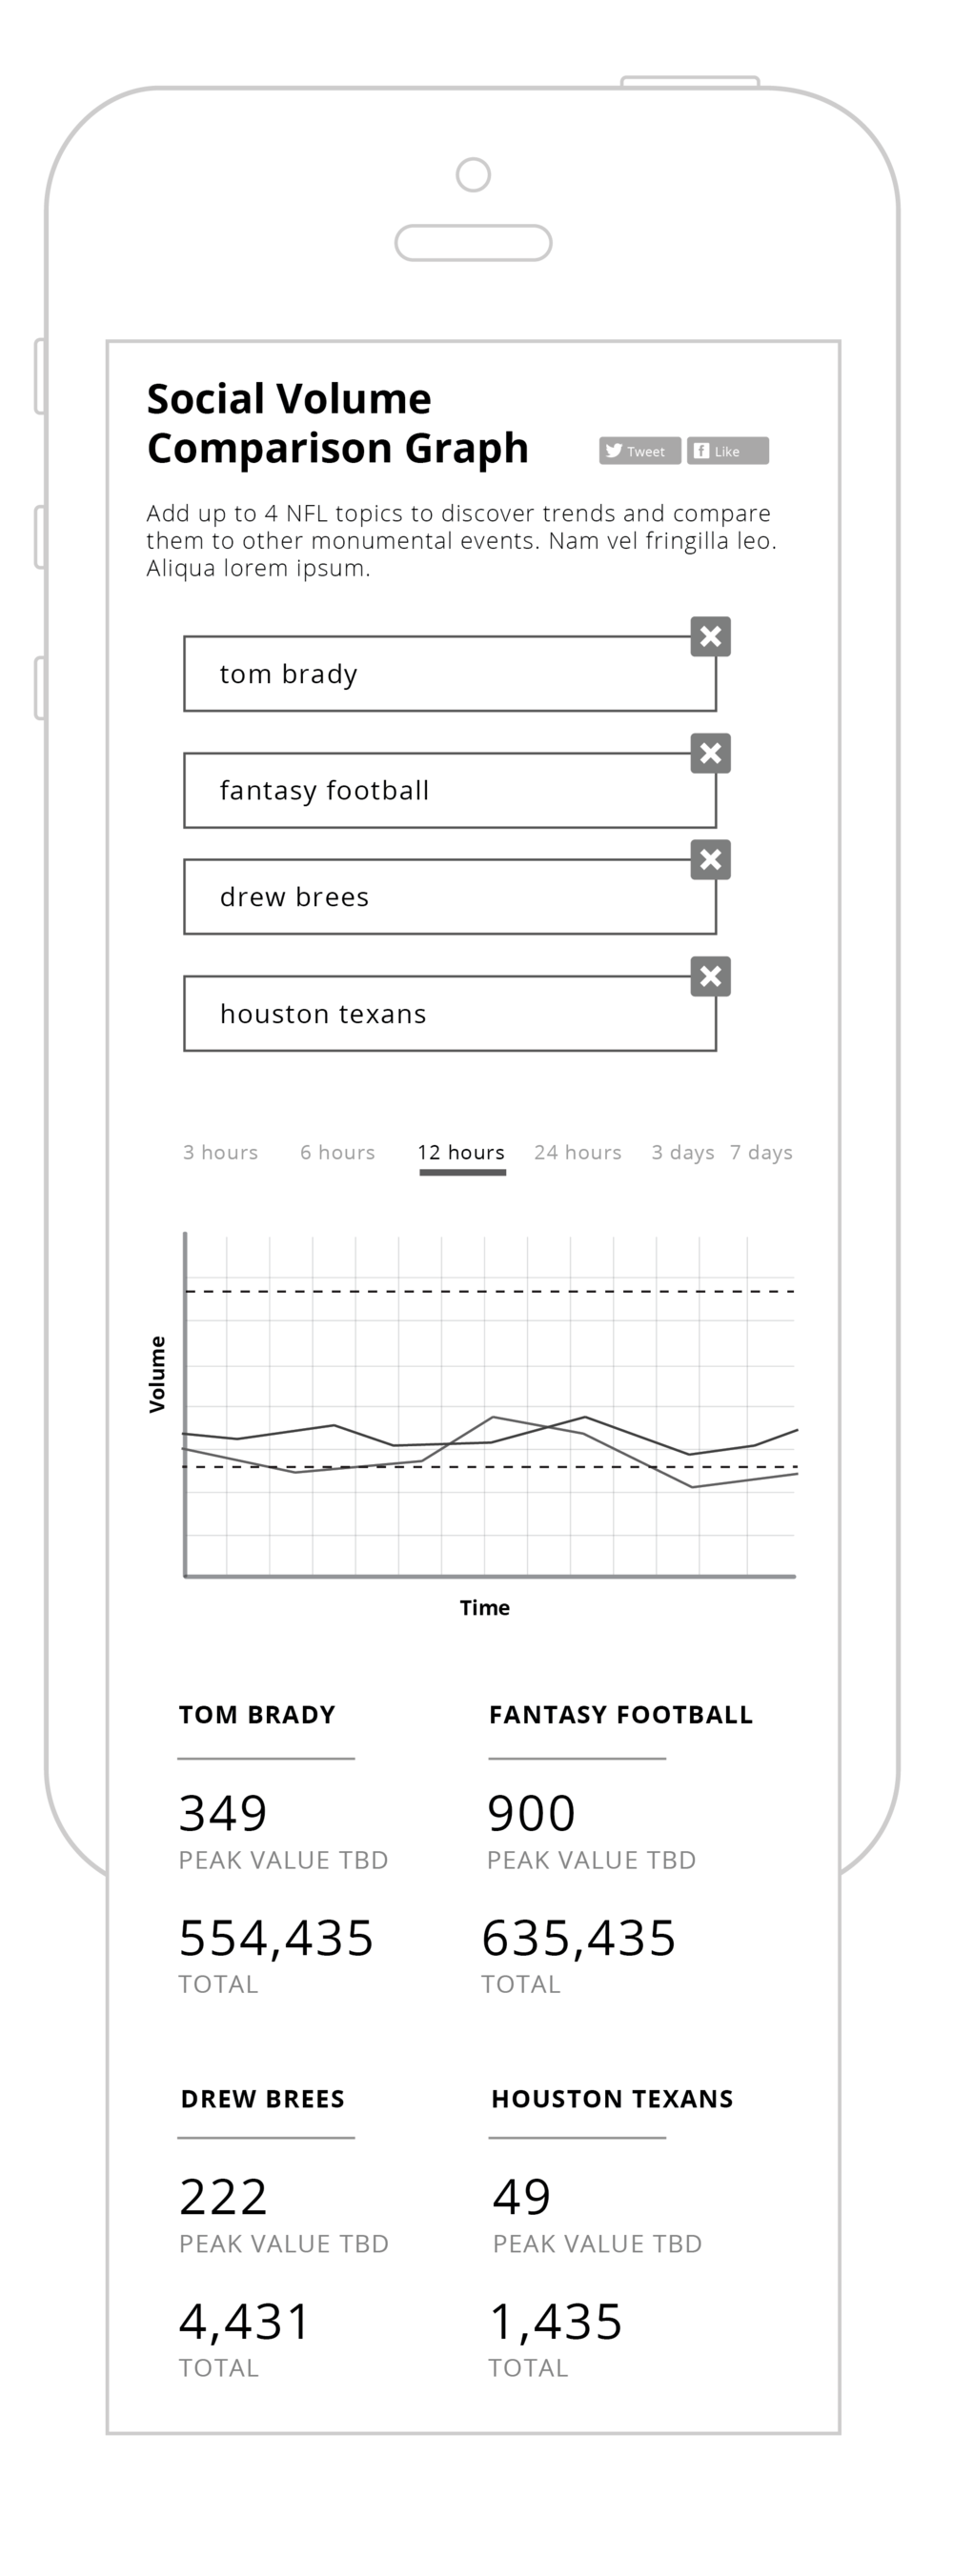 Social Volume
Comparison Graph
Tweet
Like
Add up to 4 NFL topics to discover trends and compare
them to other monumental events. Nam vel fringilla leo.
Aliqua lorem ipsum.
tom brady
fantasy football
drew brees
houston texans
3 hours 6 hours 12 hours 24 hours 3 days 7 days
Volume
Time
TOM BRADY
349
PEAK VALUE TBD
554,435
TOTAL
FANTASY FOOTBALL
900
PEAK VALUE TBD
635,435
TOTAL
DREW BREES
222
PEAK VALUE TBD
4,431
TOTAL
HOUSTON TEXANS
49
PEAK VALUE TBD
1,435
TOTAL